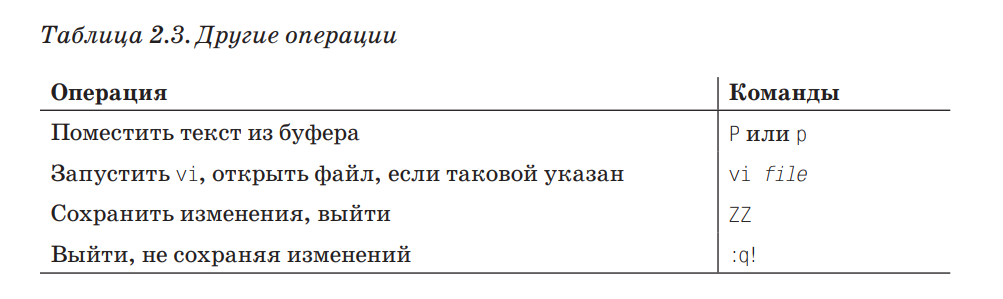 Таблица 2.3. Другие операции
Операция Команды
Поместить текст из буфера P или p
Запустить vi, открыть файл, если таковой указан vi file
Сохранить изменения, выйти ZZ
Выйти, не сохраняя изменений :q!